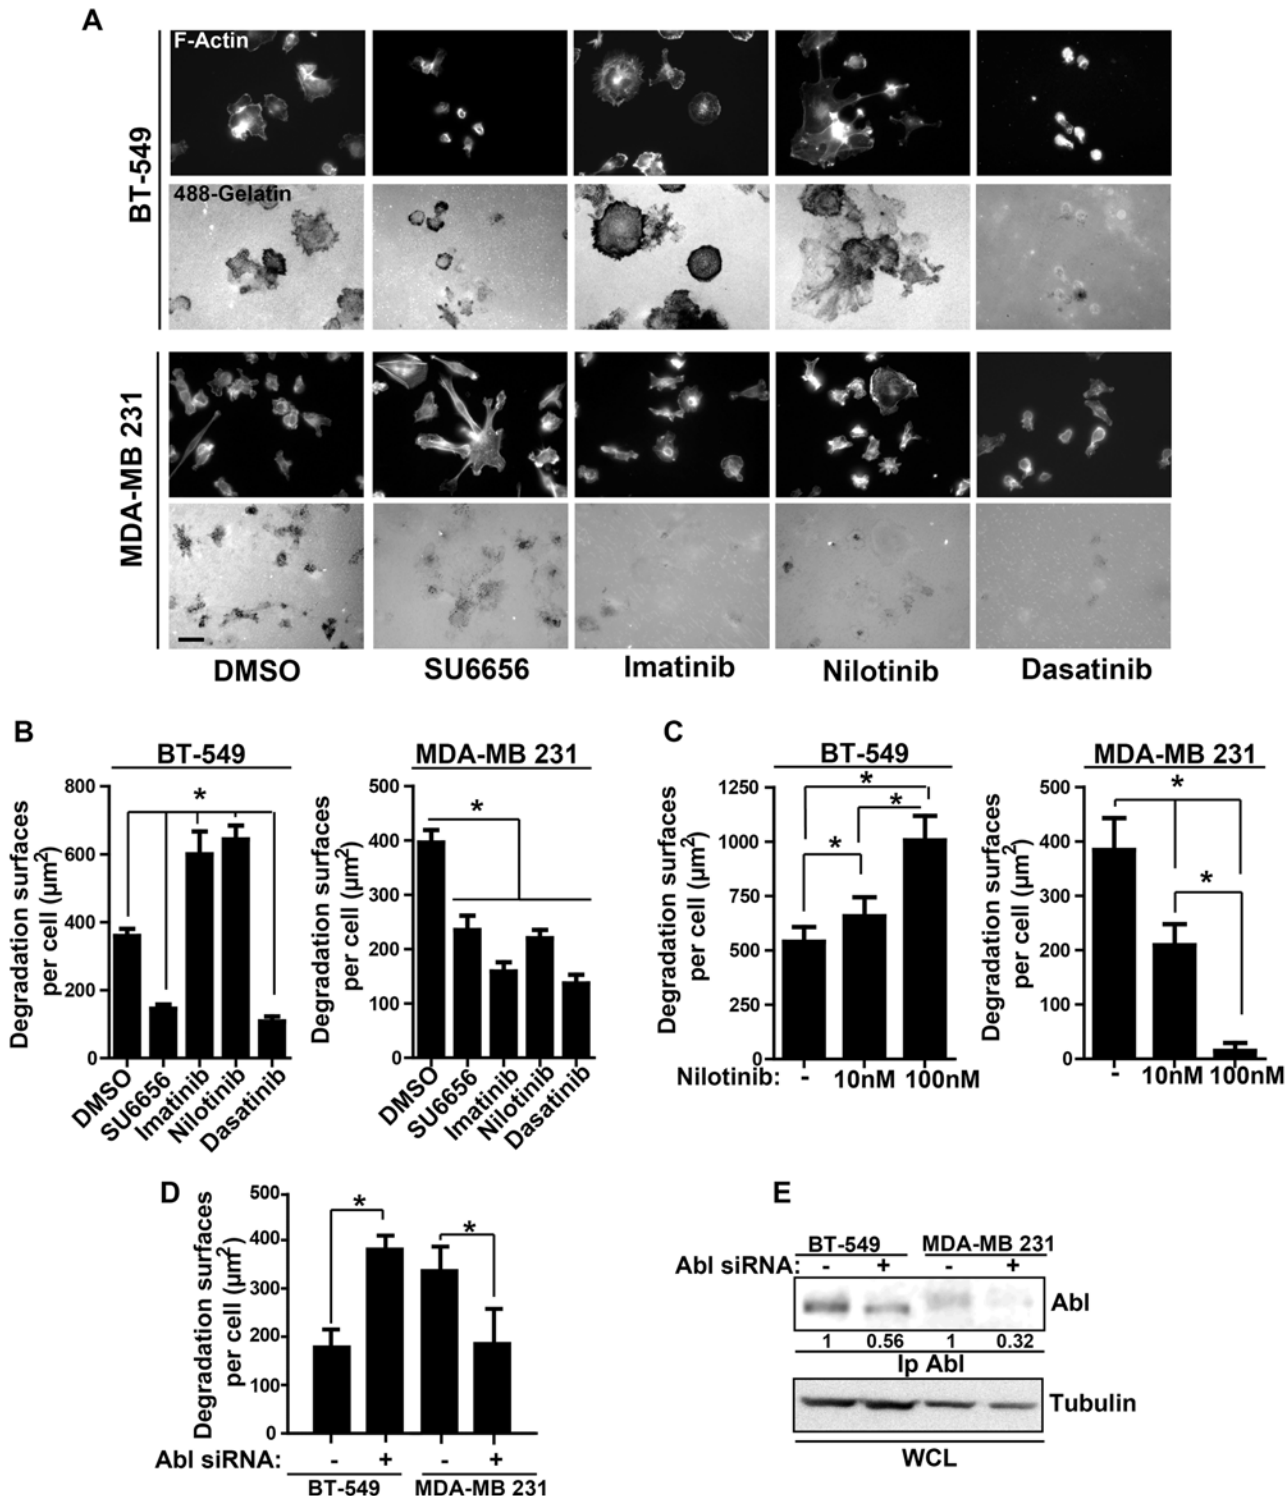 A
F-Actin
488-Gelatin
BT-549
MDA-MB 231
DMSO SU6656 Imatinib Nilotinib Dasatinib
B
BT-549
Degradation surfaces
per cell (µm2)
800
600
400
200
0
DMSO
SU6656
Imatinib
Nilotinib
Dasatinib
*
MDA-MB 231
Degradation surfaces
per cell (µm2)
500
400
300
200
100
0
DMSO
SU6656
Imatinib
Nilotinib
Dasatinib
*
C
BT-549
Degradation surfaces
per cell (µm2)
1250
1000
750
500
250
0
*
*
*
Nilotinib: - 10nM 100nM
MDA-MB 231
Degradation surfaces
per cell (µm2)
500
400
300
200
100
0
*
*
- 10nM 100nM
D
Degradation surfaces
per cell (µm2)
500
400
300
200
100
0
*
*
Abl siRNA: - + - +
BT-549 MDA-MB 231
E
BT-549 MDA-MB 231
Abl siRNA: - + - +
Abl
1 0.56 1 0.32
Ip Abl
Tubulin
WCL